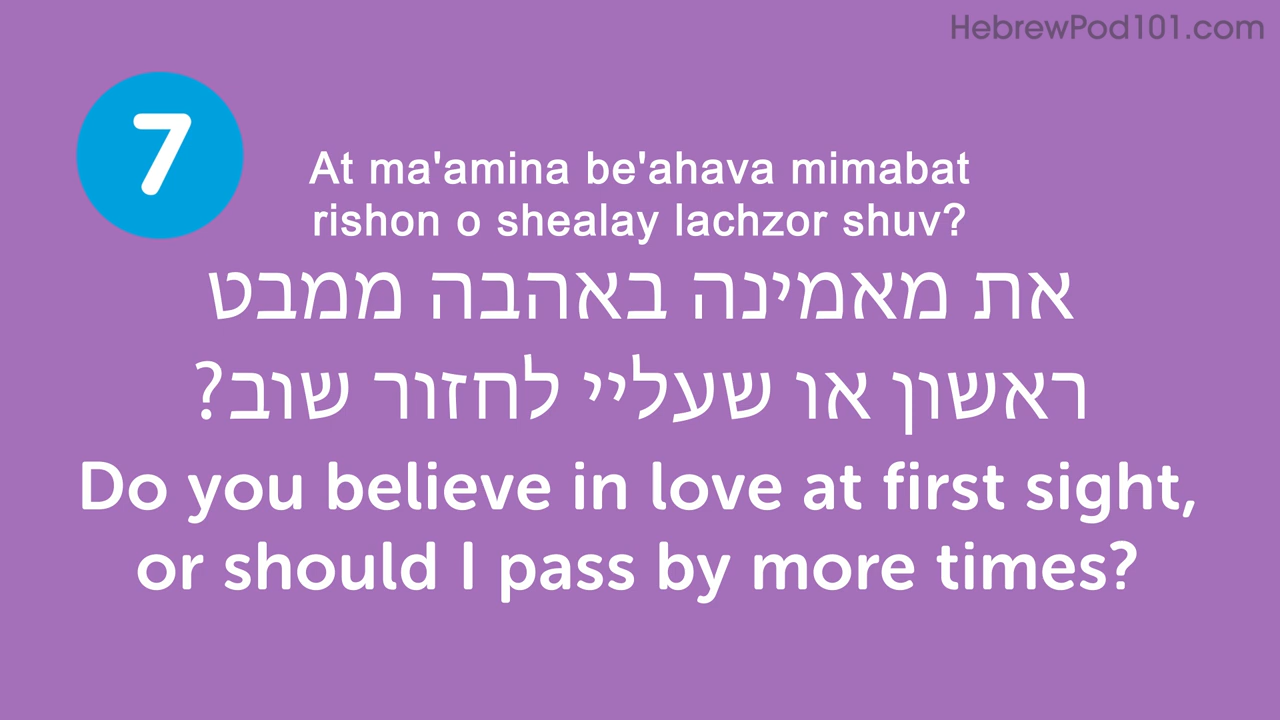 HebrewPod101.com
7
At ma'amina be'ahava mimabat
rishon o shealay lachzor shuv?
את מאמינה באהבה ממבט
ראשון או שעליי לחזור שוב?
Do you believe in love at first sight,
or should I pass by more times?